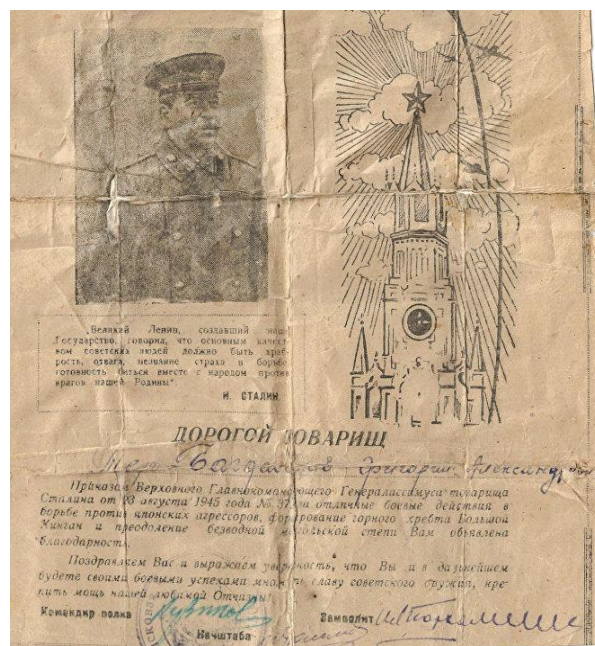 „Великий Ленин, создавший наше
Государство, говорил, что основным качест-
вом советских людей должно быть храб-
рость, отвага, незнание страха в борьбе,
готовность биться вместе с народом против
врагов нашей Родины"
И. СТАЛИН.
ДОРОГОЙ ТОВАРИЩ
Григорий Александр
Приказом Верховного Главнокомандующего Генералиссимуса товарища
Сталина от 23 августа 1945 года № 372 за отличные боевые действия в
борьбе против японских агрессоров, форсирование горного хребта Большой
Хинган и преодоление безводной монгольской степи Вам объявлена
благодарность.
Поздравляем Вас и выражаем уверенность, что Вы и в дальнейшем
будете своими боевыми успехами множить славу советского оружия, кре-
пить мощь нашей любимой Отчизны!
Командир полка Замполит
Начштаба